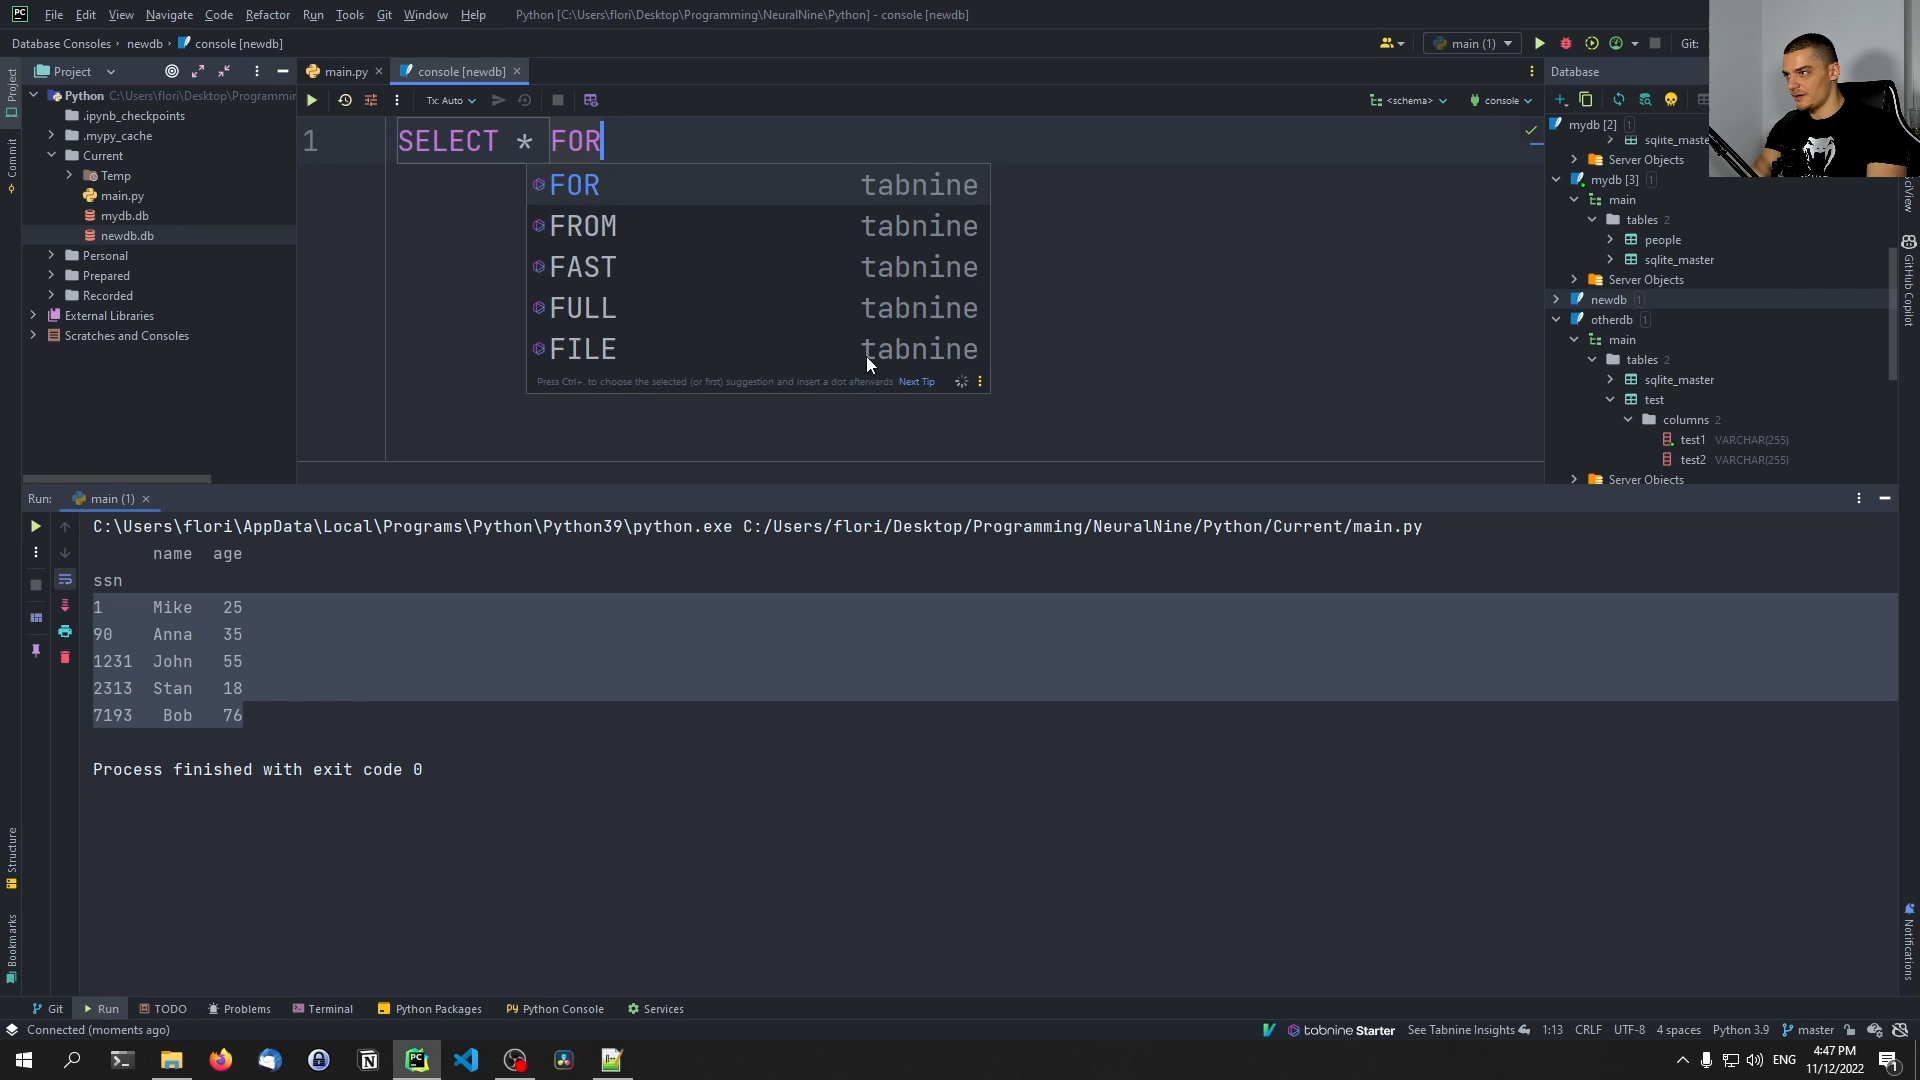 PC File Edit View Navigate Code Refactor Run Tools Git Window Help Python [C:\Users\flori\Desktop\Programming\NeuralNine\Python] - console [newdb]
Database Consoles newdb console [newdb]
main (1) Git:
Project
main.py console [newdb]
Database
Tx: Auto <schema> console
Python C:\Users\flori\Desktop\Programmin
.ipynb_checkpoints
.mypy_cache
Current
Temp
main.py
mydb.db
newdb.db
Personal
Prepared
Recorded
External Libraries
Scratches and Consoles
Project
Commit
Structure
Bookmarks
1 SELECT * FOR
FOR tabnine
FROM tabnine
FAST tabnine
FULL tabnine
FILE tabnine
Press Ctrl+. to choose the selected (or first) suggestion and insert a dot afterwards Next Tip
mydb [2] 1
sqlite_maste
Server Objects
mydb [3] 1
main
tables 2
people
sqlite_master
Server Objects
newdb 1
otherdb 1
main
tables 2
sqlite_master
test
columns 2
test1 VARCHAR(255)
test2 VARCHAR(255)
Server Objects
SciView
GitHub Copilot
Notifications
Run: main (1)
C:\Users\flori\AppData\Local\Programs\Python\Python39\python.exe C:/Users/flori/Desktop/Programming/NeuralNine/Python/Current/main.py
name age
ssn
1 Mike 25
90 Anna 35
1231 John 55
2313 Stan 18
7193 Bob 76
Process finished with exit code 0
Git Run TODO Problems Terminal Python Packages Python Console Services
Connected (moments ago) tabnine Starter See Tabnine Insights 1:13 CRLF UTF-8 4 spaces Python 3.9 master
ENG 4:47 PM
11/12/2022
1